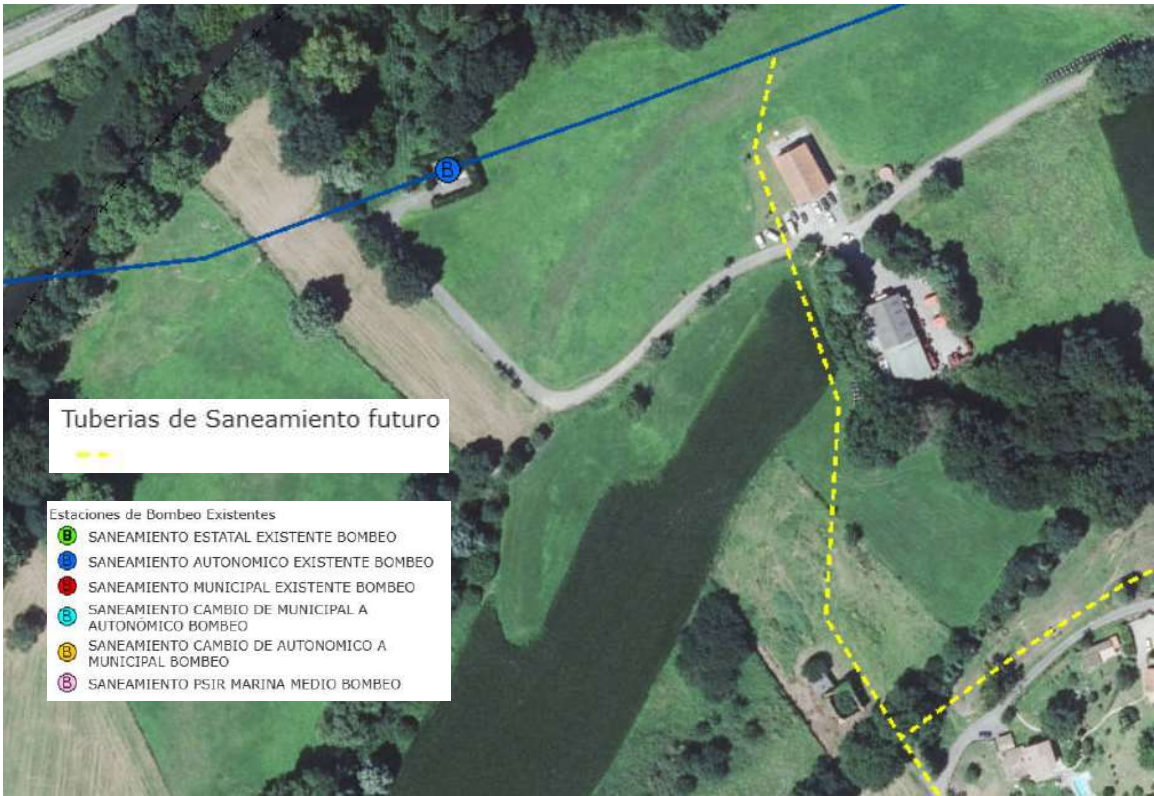 B
Tuberias de Saneamiento futuro
Estaciones de Bombeo Existentes
B SANEAMIENTO ESTATAL EXISTENTE BOMBEO
B SANEAMIENTO AUTONOMICO EXISTENTE BOMBEO
B SANEAMIENTO MUNICIPAL EXISTENTE BOMBEO
B SANEAMIENTO CAMBIO DE MUNICIPAL A
AUTONÓMICO BOMBEO
B SANEAMIENTO CAMBIO DE AUTONOMICO A
MUNICIPAL BOMBEO
B SANEAMIENTO PSIR MARINA MEDIO BOMBEO